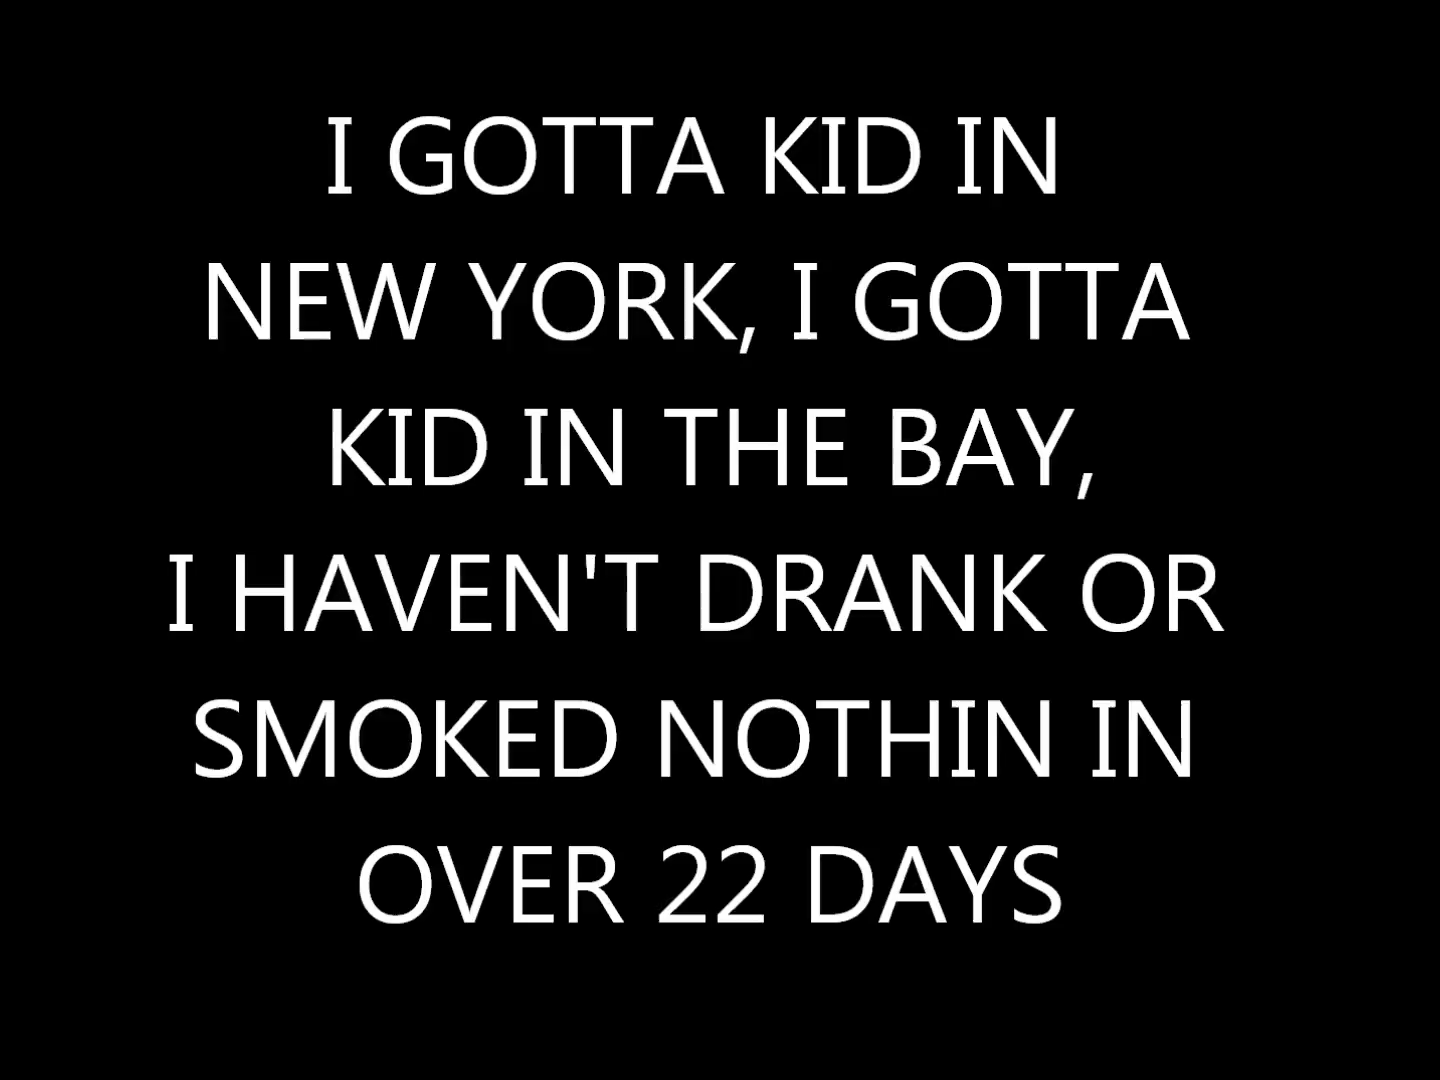 I GOTTA KID IN
NEW YORK, I GOTTA
KID IN THE BAY,
I HAVEN'T DRANK OR
SMOKED NOTHIN IN
OVER 22 DAYS